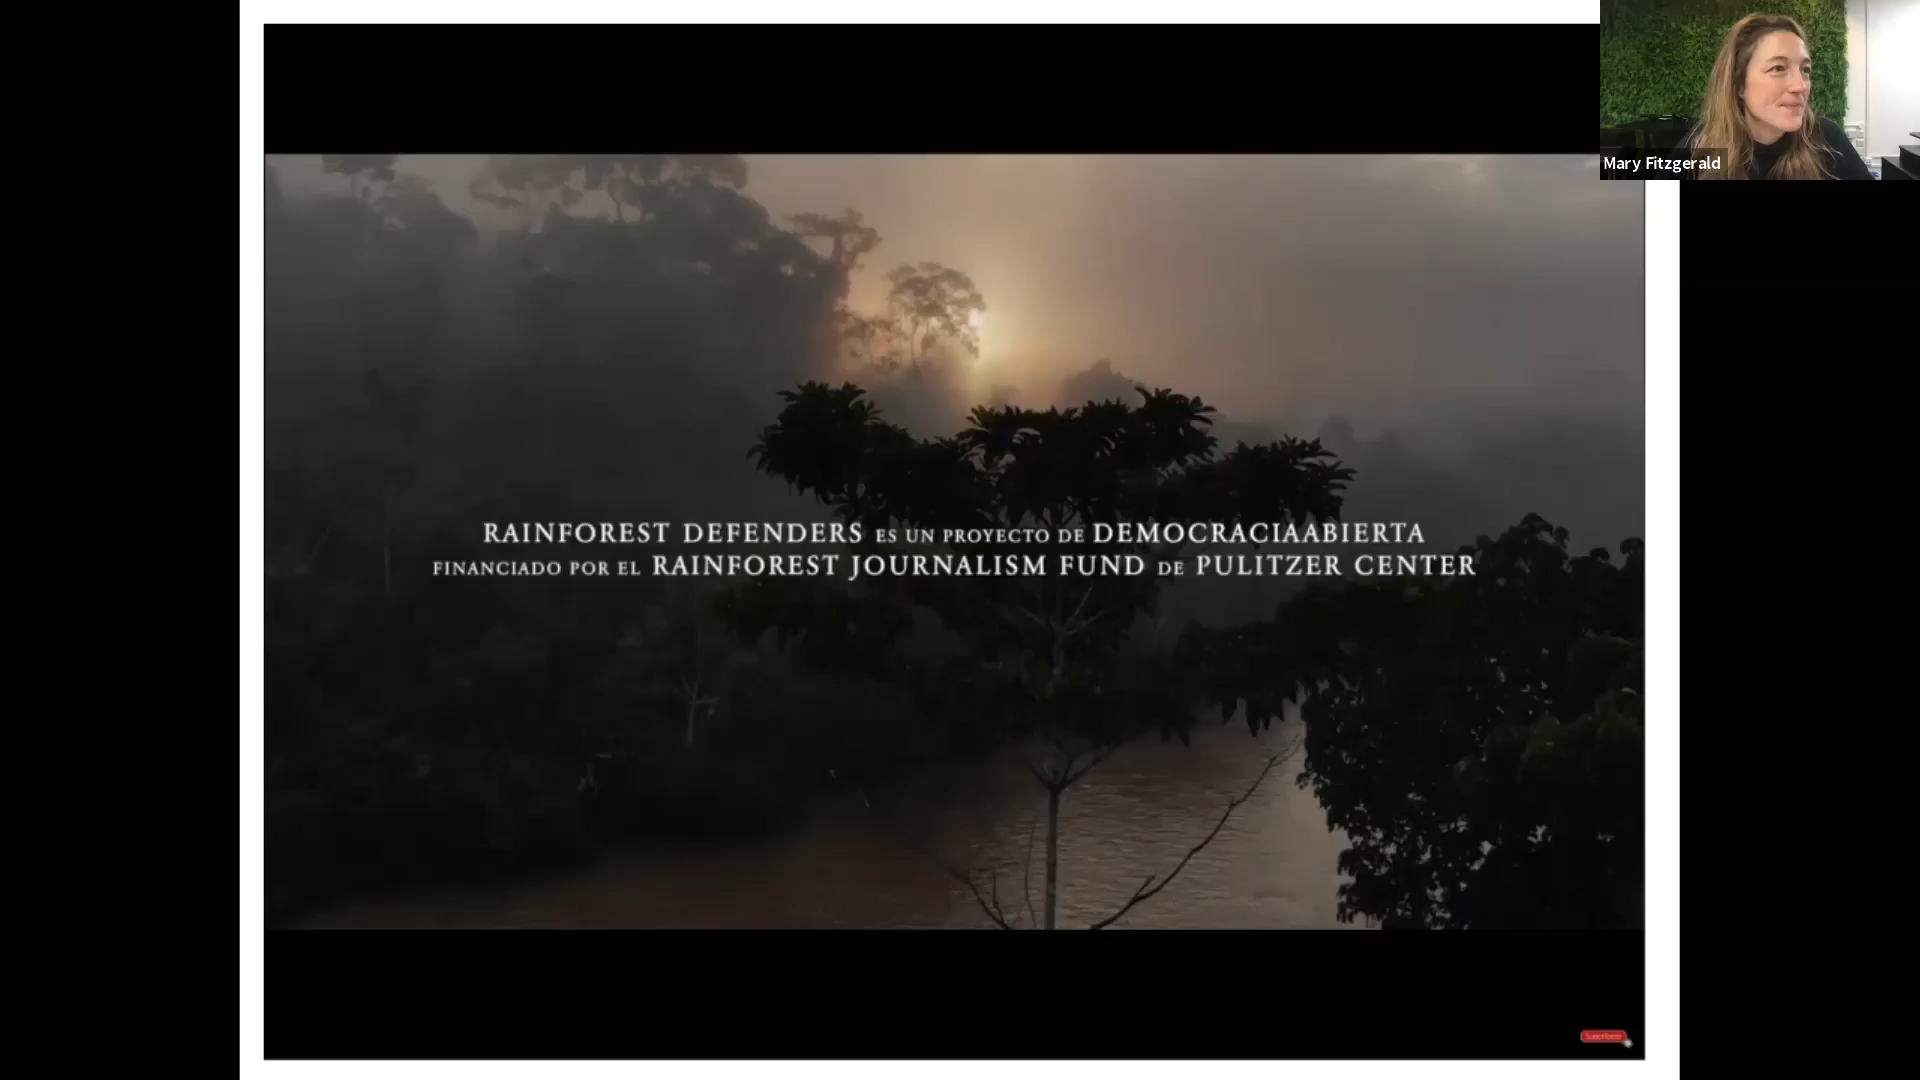 Mary Fitzgerald
RAINFOREST DEFENDERS ES UN PROYECTO DE DEMOCRACIAABIERTA
FINANCIADO POR EL RAINFOREST JOURNALISM FUND DE PULITZER CENTER